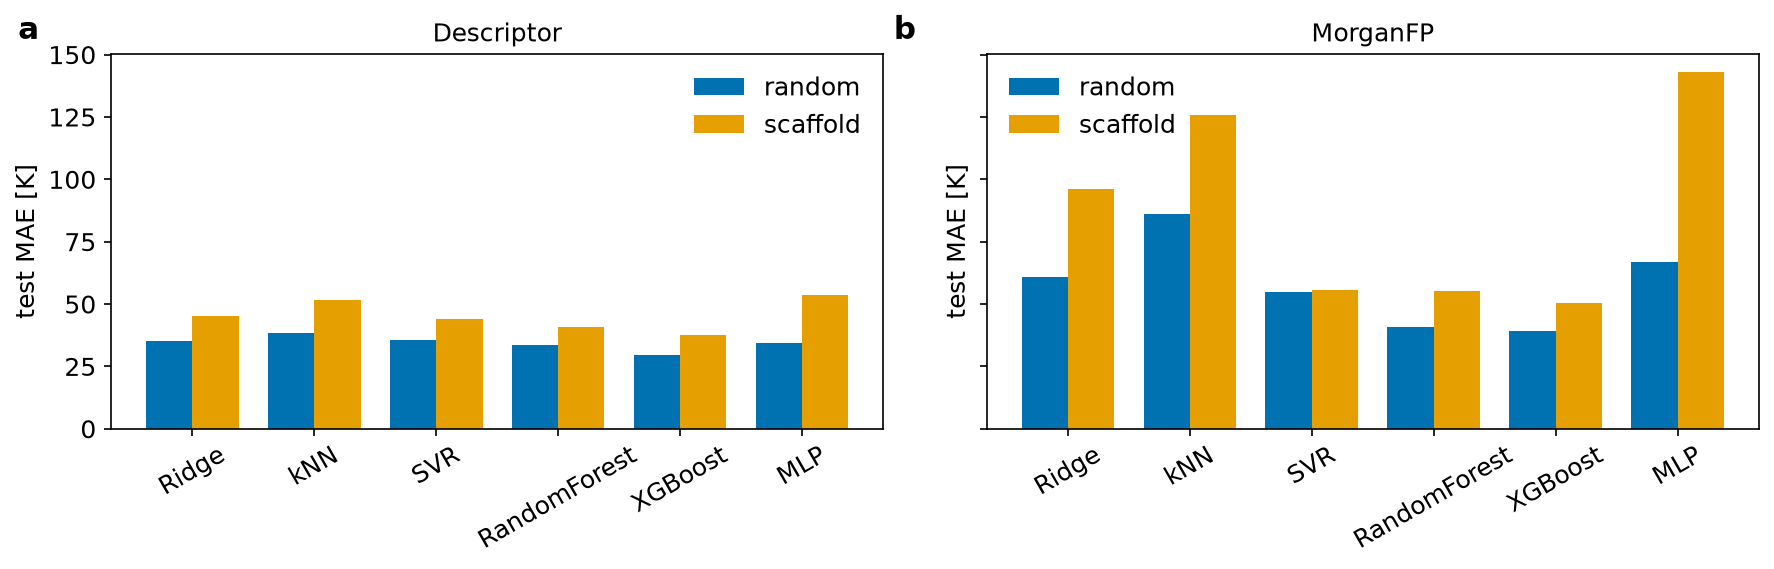 a
Descriptor
test MAE [K]
150
125
100
75
50
25
0
random
scaffold
Ridge
kNN
SVR
RandomForest
XGBoost
MLP
b
MorganFP
test MAE [K]
random
scaffold
Ridge
kNN
SVR
RandomForest
XGBoost
MLP